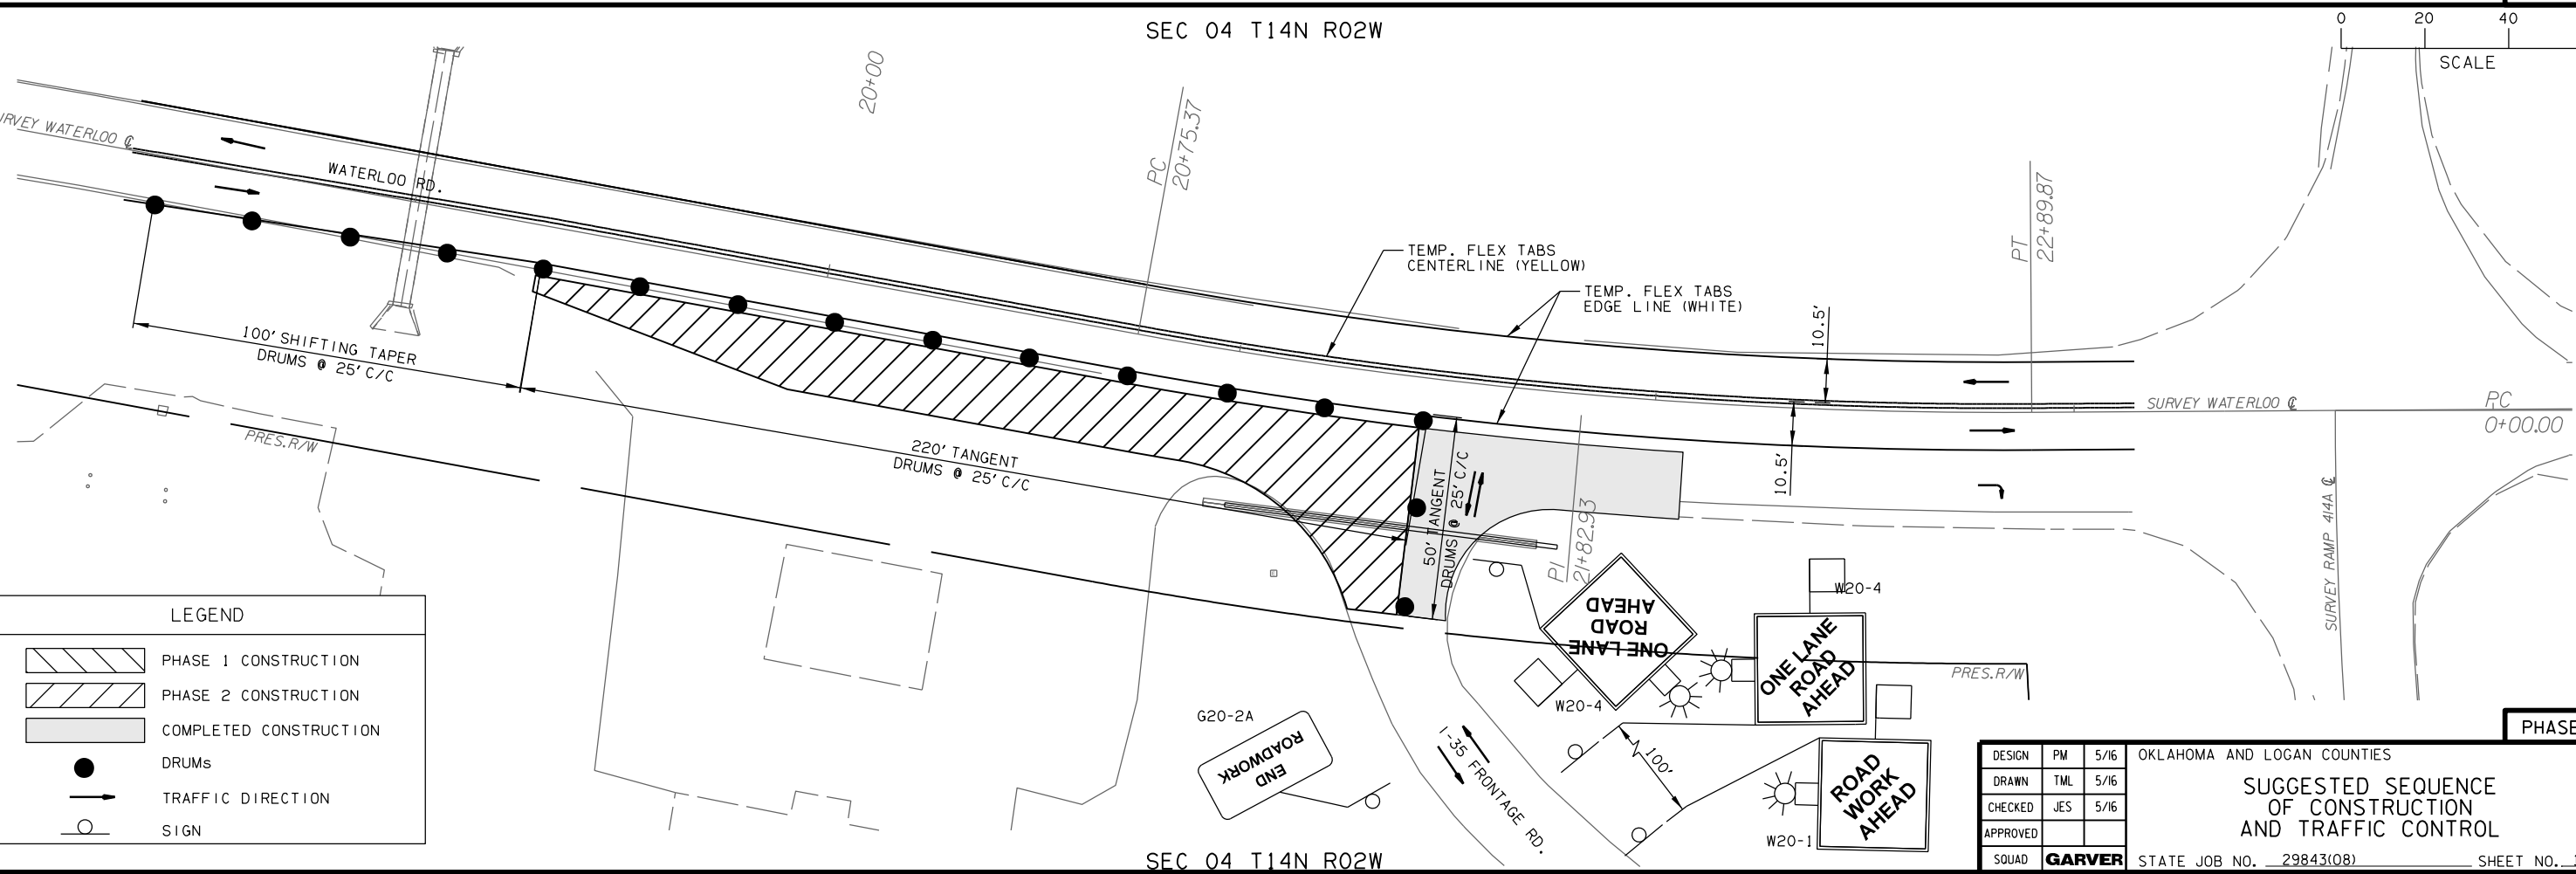 SEC 04 T14N R02W
0 20 40
SCALE
20+00
PC
20+75.37
PT
22+89.87
SURVEY WATERLOO ℄
WATERLOO RD.
TEMP. FLEX TABS
CENTERLINE (YELLOW)
TEMP. FLEX TABS
EDGE LINE (WHITE)
10.5'
10.5'
100' SHIFTING TAPER
DRUMS @ 25' C/C
SURVEY WATERLOO ℄
PC
0+00.00
PRES.R/W
220' TANGENT
DRUMS @ 25' C/C
50' TANGENT
DRUMS @ 25' C/C
PI
21+82.93
SURVEY RAMP 414A ℄
ONE LANE
ROAD
AHEAD
W20-4
W20-4
ONE LANE
ROAD
AHEAD
PRES.R/W
G20-2A
END
ROADWORK
I-35 FRONTAGE RD.
100'
ROAD
WORK
AHEAD
W20-1
LEGEND
PHASE 1 CONSTRUCTION
PHASE 2 CONSTRUCTION
COMPLETED CONSTRUCTION
DRUMs
TRAFFIC DIRECTION
SIGN
SEC 04 T14N R02W
PHASE
DESIGN PM 5/16
DRAWN TML 5/16
CHECKED JES 5/16
APPROVED
SQUAD GARVER
OKLAHOMA AND LOGAN COUNTIES
SUGGESTED SEQUENCE
OF CONSTRUCTION
AND TRAFFIC CONTROL
STATE JOB NO. 29843(08) SHEET NO.